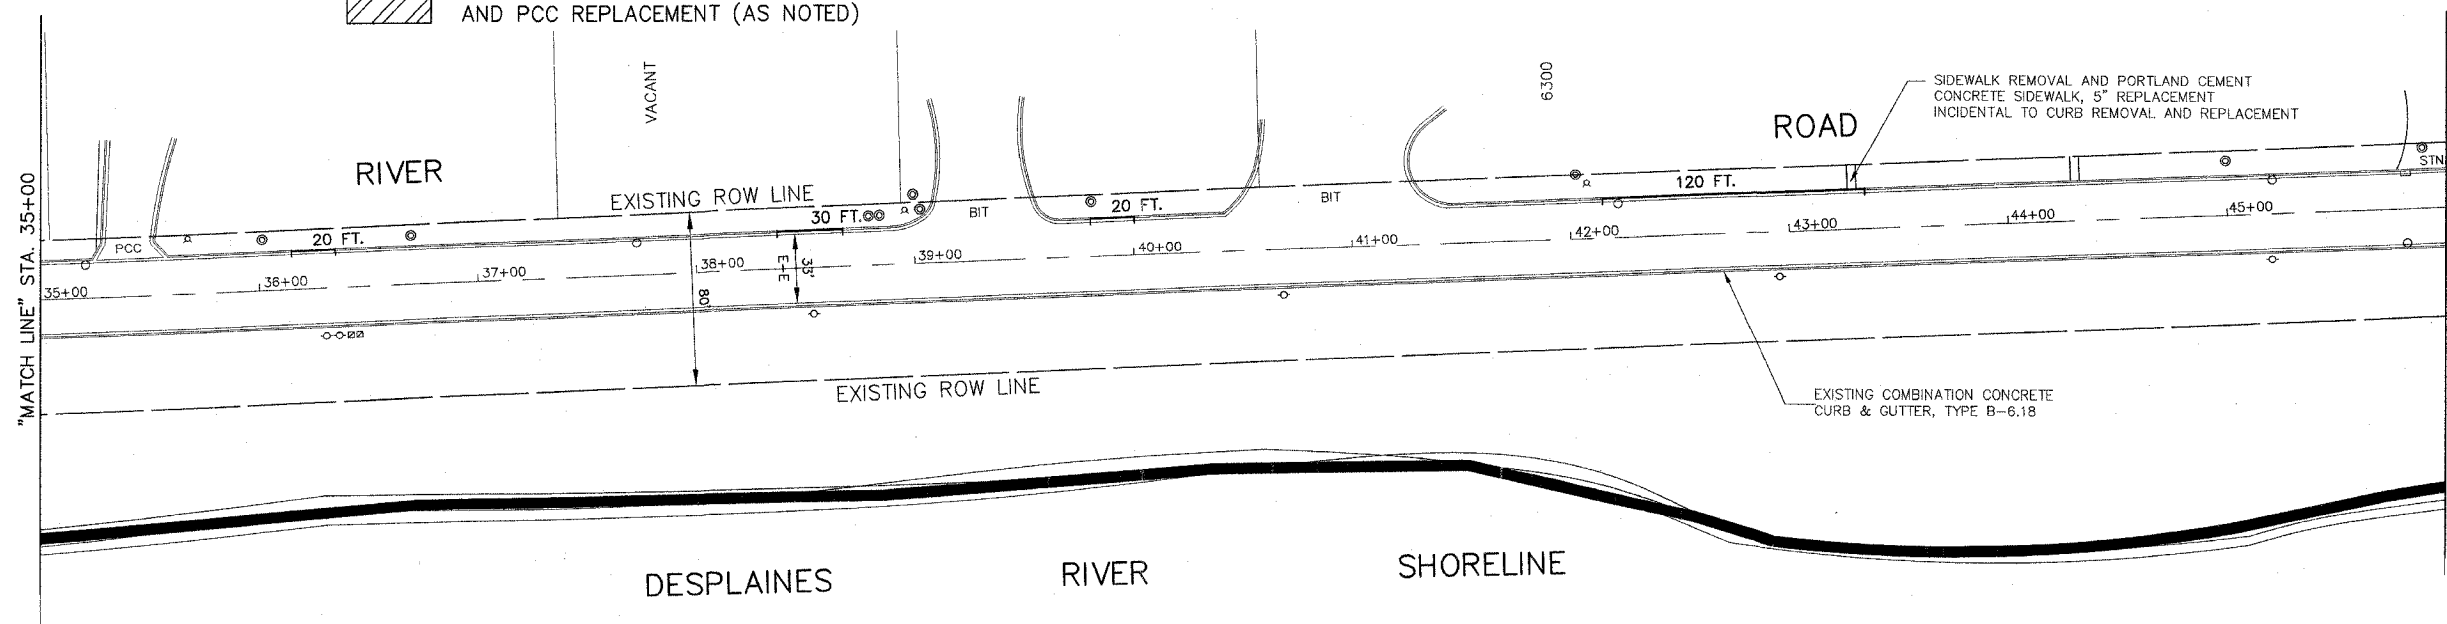 AND PCC REPLACEMENT (AS NOTED)
VACANT
6300
SIDEWALK REMOVAL AND PORTLAND CEMENT
CONCRETE SIDEWALK, 5" REPLACEMENT
INCIDENTAL TO CURB REMOVAL AND REPLACEMENT
RIVER
ROAD
EXISTING ROW LINE
"MATCH LINE" STA. 35+00
PCC
20 FT.
30 FT.
BIT
20 FT.
BIT
120 FT.
STN
35+00
36+00
37+00
38+00
39+00
40+00
41+00
42+00
43+00
44+00
45+00
33'
E-E
80'
EXISTING ROW LINE
EXISTING COMBINATION CONCRETE
CURB & GUTTER, TYPE B-6.18
DESPLAINES RIVER SHORELINE